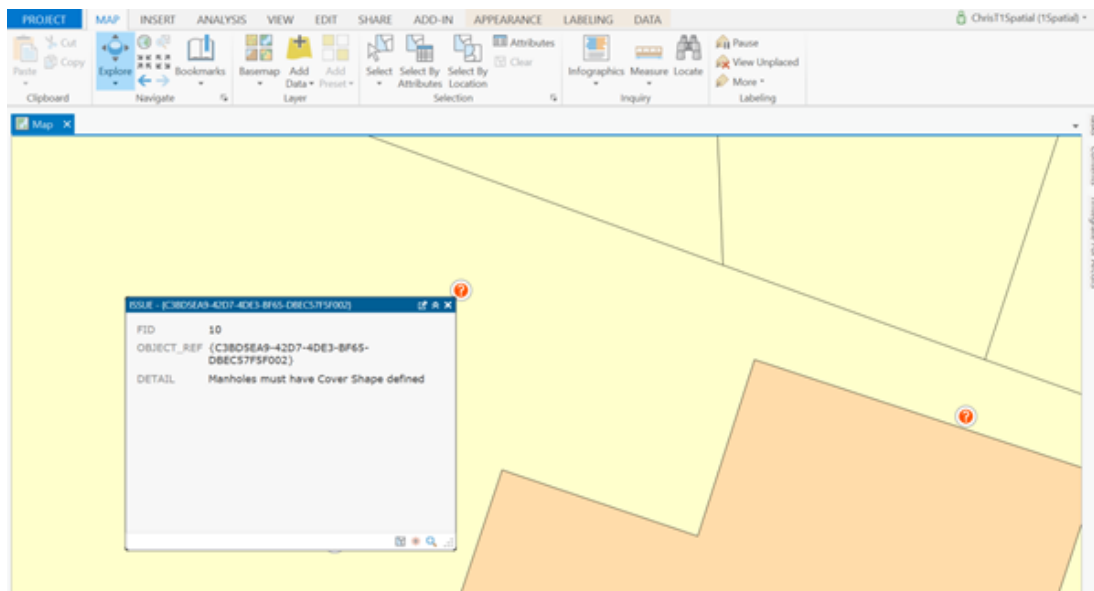 PROJECT MAP INSERT ANALYSIS VIEW EDIT SHARE ADD-IN APPEARANCE LABELING DATA ChrisT1Spatial (1Spatial)
Cut
Copy
Paste
Clipboard
Explore
Bookmarks
Navigate
Basemap
Add Data
Add Preset
Layer
Select
Select By Attributes
Select By Location
Attributes
Clear
Selection
Infographics
Measure
Locate
Inquiry
Pause
View Unplaced
More
Labeling
Map
ISSUE - {C3BD5EA9-42D7-4DE3-BF65-DBEC57F5F002}
FID 10
OBJECT_REF {C3BD5EA9-42D7-4DE3-BF65-
DBEC57F5F002}
DETAIL Manholes must have Cover Shape defined